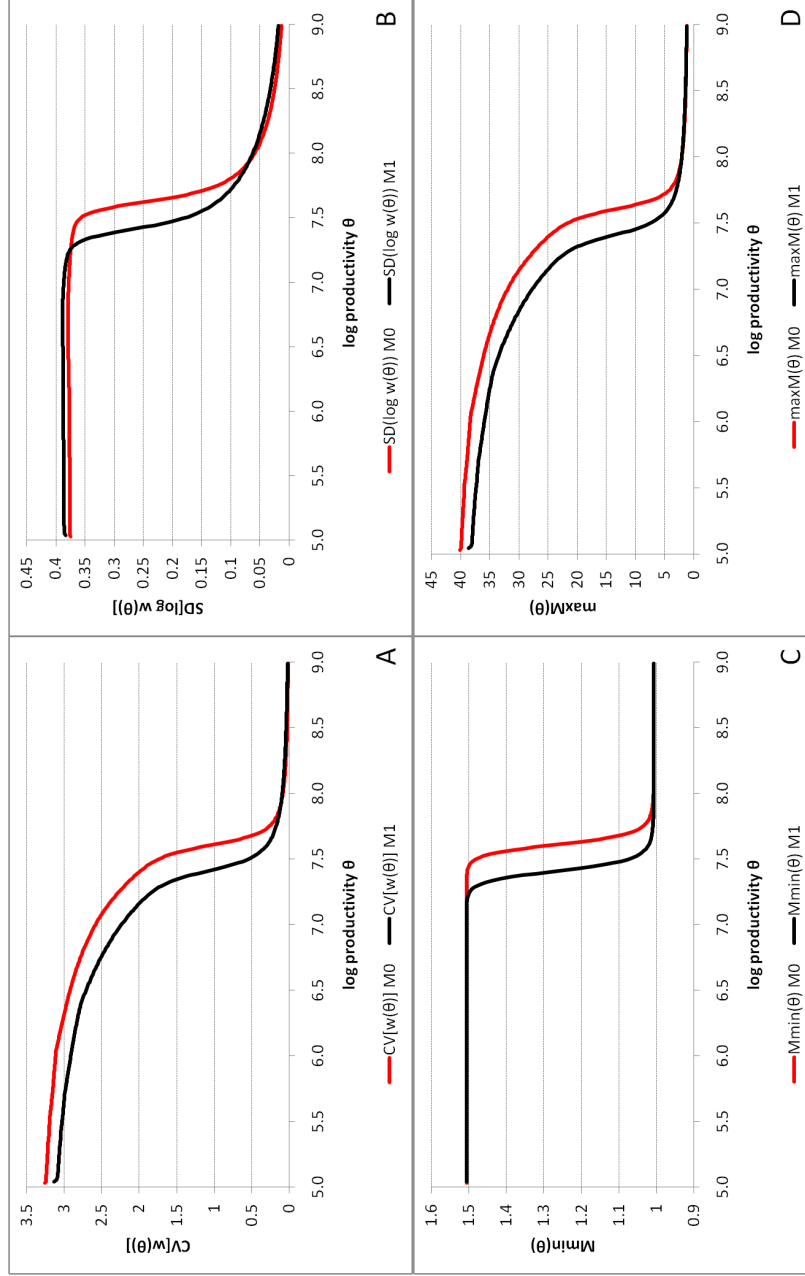 3.5
3
2.5
2
1.5
1
0.5
0
CV[w(θ)]
5.0 5.5 6.0 6.5 7.0 7.5 8.0 8.5 9.0
log productivity θ
CV[w(θ)] M0 CV[w(θ)] M1
A
0.45
0.4
0.35
0.3
0.25
0.2
0.15
0.1
0.05
0
SD[log w(θ)]
5.0 5.5 6.0 6.5 7.0 7.5 8.0 8.5 9.0
log productivity θ
SD(log w(θ)) M0 SD(log w(θ)) M1
B
1.6
1.5
1.4
1.3
1.2
1.1
1
0.9
Mmin(θ)
5.0 5.5 6.0 6.5 7.0 7.5 8.0 8.5 9.0
log productivity θ
Mmin(θ) M0 Mmin(θ) M1
C
45
40
35
30
25
20
15
10
5
0
maxM(θ)
5.0 5.5 6.0 6.5 7.0 7.5 8.0 8.5 9.0
log productivity θ
maxM(θ) M0 maxM(θ) M1
D